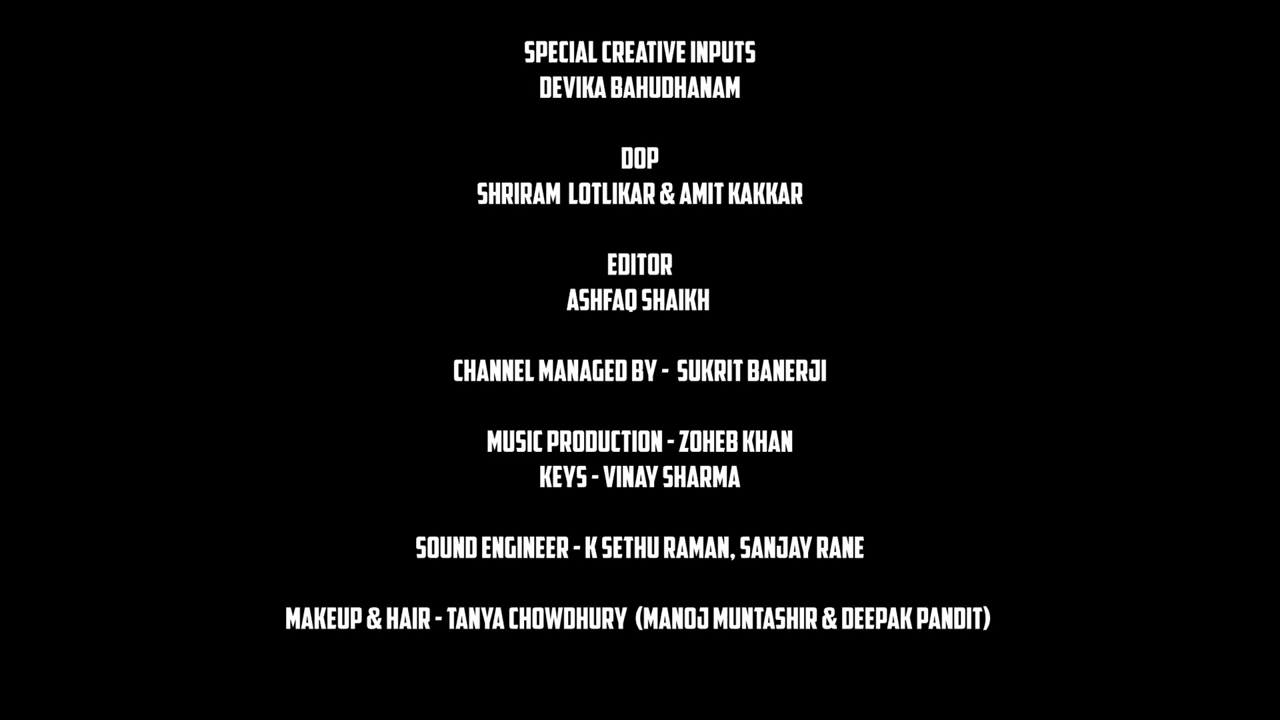 SPECIAL CREATIVE INPUTS
DEVIKA BAHUDHANAM
DOP
SHRIRAM LOTLIKAR & AMIT KAKKAR
EDITOR
ASHFAQ SHAIKH
CHANNEL MANAGED BY - SUKRIT BANERJI
MUSIC PRODUCTION - ZOHEB KHAN
KEYS - VINAY SHARMA
SOUND ENGINEER - K SETHU RAMAN, SANJAY RANE
MAKEUP & HAIR - TANYA CHOWDHURY (MANOJ MUNTASHIR & DEEPAK PANDIT)